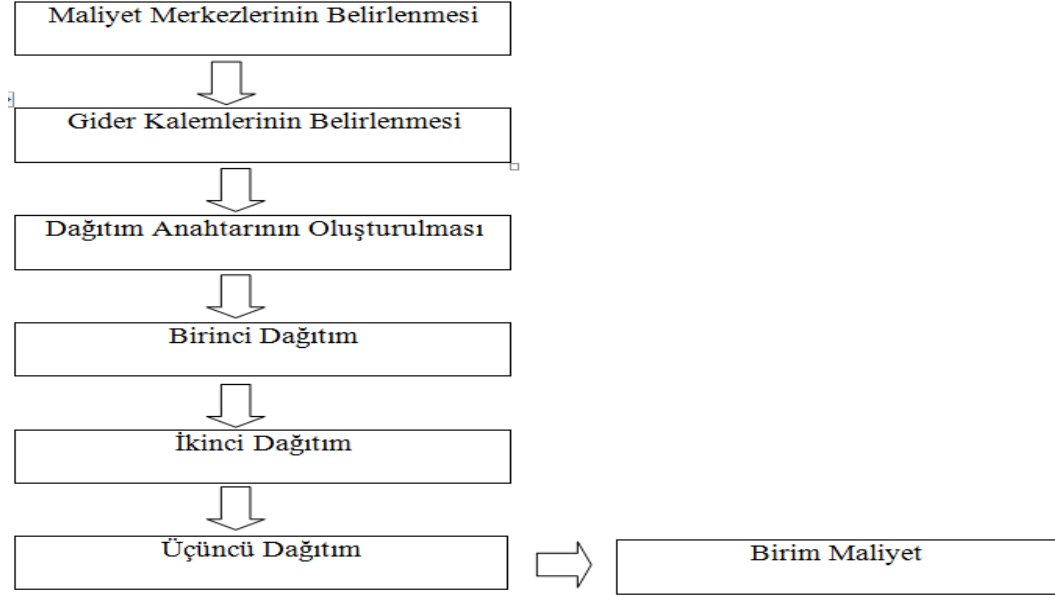 Maliyet Merkezlerinin Belirlenmesi
Gider Kalemlerinin Belirlenmesi
Dağıtım Anahtarının Oluşturulması
Birinci Dağıtım
İkinci Dağıtım
Üçüncü Dağıtım
Birim Maliyet